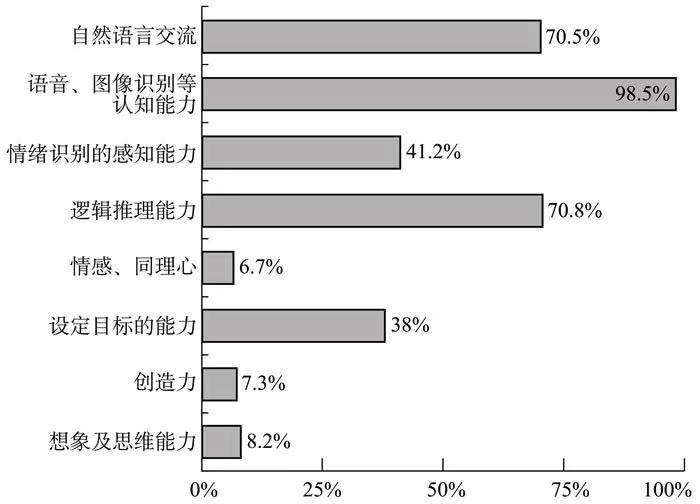 自然语言交流
70.5%
语音、图像识别等
认知能力
98.5%
情绪识别的感知能力
41.2%
逻辑推理能力
70.8%
情感、同理心
6.7%
设定目标的能力
38%
创造力
7.3%
想象及思维能力
8.2%
0% 25% 50% 75% 100%